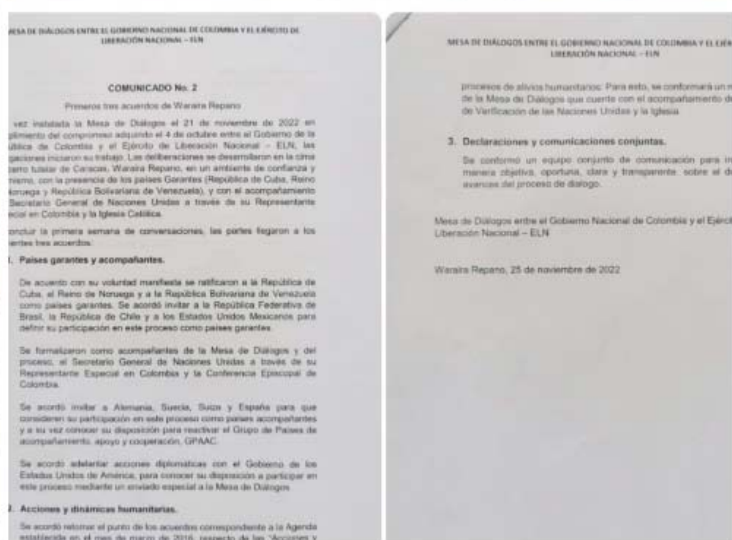 MESA DE DIÁLOGOS ENTRE EL GOBIERNO NACIONAL DE COLOMBIA Y EL EJÉRCITO DE
LIBERACIÓN NACIONAL – ELN
COMUNICADO No. 2
Primeros tres acuerdos de Waraira Repano
vez instalada la Mesa de Diálogos el 21 de noviembre de 2022 en
plimiento del compromiso adquirido el 4 de octubre entre el Gobierno de la
ública de Colombia y el Ejército de Liberación Nacional – ELN, las
gaciones iniciaron su trabajo. Las deliberaciones se desarrollaron en la cima
cerro tutelar de Caracas, Waraira Repano, en un ambiente de confianza y
mismo, con la presencia de los países Garantes (República de Cuba, Reino
Noruega y República Bolivariana de Venezuela), y con el acompañamiento
Secretario General de Naciones Unidas a través de su Representante
ecial en Colombia y la Iglesia Católica.
oncluir la primera semana de conversaciones, las partes llegaron a los
entes tres acuerdos:
1. Países garantes y acompañantes.
De acuerdo con su voluntad manifiesta se ratificaron a la República de
Cuba, el Reino de Noruega y a la República Bolivariana de Venezuela
como países garantes. Se acordó invitar a la República Federativa de
Brasil, la República de Chile y a los Estados Unidos Mexicanos para
definir su participación en este proceso como países garantes.
Se formalizaron como acompañantes de la Mesa de Diálogos y del
proceso, al Secretario General de Naciones Unidas a través de su
Representante Especial en Colombia y la Conferencia Episcopal de
Colombia.
Se acordó invitar a Alemania, Suecia, Suiza y España para que
consideren su participación en este proceso como países acompañantes
y a su vez conocer su disposición para reactivar el Grupo de Países de
acompañamiento, apoyo y cooperación, GPAAC.
Se acordó adelantar acciones diplomáticas con el Gobierno de los
Estados Unidos de América, para conocer su disposición a participar en
este proceso mediante un enviado especial a la Mesa de Diálogos.
2. Acciones y dinámicas humanitarias.
Se acordó retomar el punto de los acuerdos correspondiente a la Agenda
establecida en el mes de marzo de 2016, respecto de las "Acciones y
MESA DE DIÁLOGOS ENTRE EL GOBIERNO NACIONAL DE COLOMBIA Y EL EJÉR
LIBERACIÓN NACIONAL – ELN
procesos de alivios humanitarios. Para esto, se conformará un m
de la Mesa de Diálogos que cuente con el acompañamiento de
de Verificación de las Naciones Unidas y la Iglesia.
3. Declaraciones y comunicaciones conjuntas.
Se conformó un equipo conjunto de comunicación para in
manera objetiva, oportuna, clara y transparente sobre el de
avances del proceso de diálogo.
Mesa de Diálogos entre el Gobierno Nacional de Colombia y el Ejérci
Liberación Nacional – ELN
Waraira Repano, 25 de noviembre de 2022